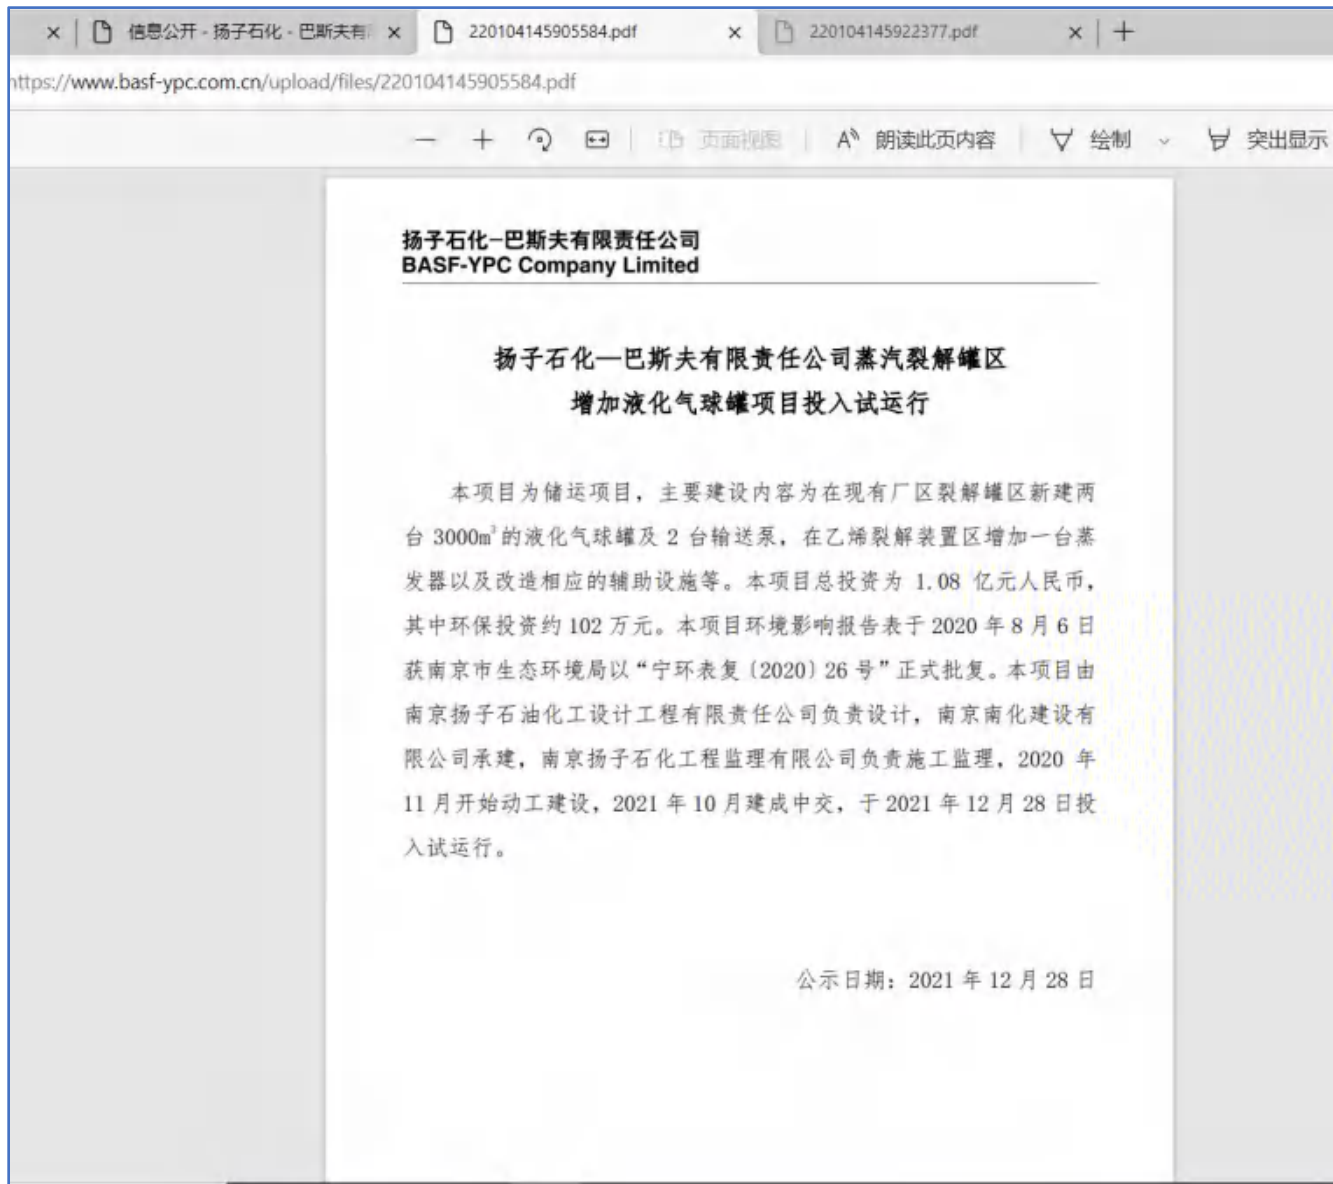 信息公开 - 扬子石化 - 巴斯夫有
220104145905584.pdf
220104145922377.pdf
https://www.basf-ypc.com.cn/upload/files/220104145905584.pdf
页面视图
朗读此页内容
绘制
突出显示
扬子石化-巴斯夫有限责任公司
BASF-YPC Company Limited
扬子石化—巴斯夫有限责任公司蒸汽裂解罐区
增加液化气球罐项目投入试运行
本项目为储运项目，主要建设内容为在现有厂区裂解罐区新建两
台 3000m³的液化气球罐及 2 台输送泵，在乙烯裂解装置区增加一台蒸
发器以及改造相应的辅助设施等。本项目总投资为 1.08 亿元人民币，
其中环保投资约 102 万元。本项目环境影响报告表于 2020 年 8 月 6 日
获南京市生态环境局以“宁环表复〔2020〕26 号”正式批复。本项目由
南京扬子石油化工设计工程有限责任公司负责设计，南京南化建设有
限公司承建，南京扬子石化工程监理有限公司负责施工监理，2020 年
11 月开始动工建设，2021 年 10 月建成中交，于 2021 年 12 月 28 日投
入试运行。
公示日期：2021 年 12 月 28 日